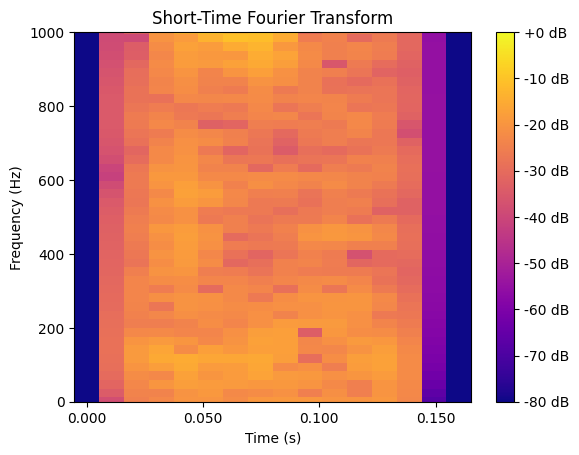 Short-Time Fourier Transform
Frequency (Hz)
1000
800
600
400
200
0
0.000
0.050
0.100
0.150
Time (s)
+0 dB
-10 dB
-20 dB
-30 dB
-40 dB
-50 dB
-60 dB
-70 dB
-80 dB